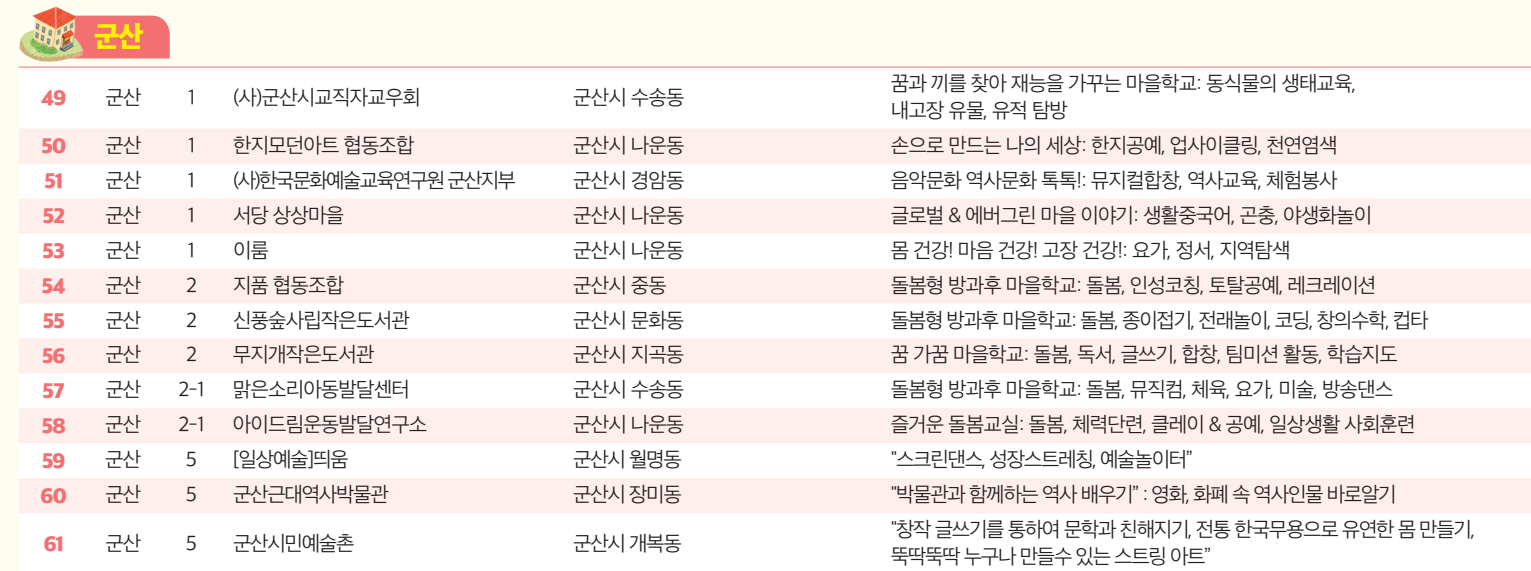 군산
49 군산 1 (사)군산시교직자교우회 군산시 수송동 꿈과 끼를 찾아 재능을 가꾸는 마을학교: 동식물의 생태교육,
내고장 유물, 유적 탐방
50 군산 1 한지모던아트 협동조합 군산시 나운동 손으로 만드는 나의 세상: 한지공예, 업사이클링, 천연염색
51 군산 1 (사)한국문화예술교육연구원 군산지부 군산시 경암동 음악문화 역사문화 톡톡!: 뮤지컬합창, 역사교육, 체험봉사
52 군산 1 서당 상상마을 군산시 나운동 글로벌 & 에버그린 마을 이야기: 생활중국어, 곤충, 야생화놀이
53 군산 1 이룸 군산시 나운동 몸 건강! 마음 건강! 고장 건강!: 요가, 정서, 지역탐색
54 군산 2 지품 협동조합 군산시 중동 돌봄형 방과후 마을학교: 돌봄, 인성코칭, 토탈공예, 레크레이션
55 군산 2 신풍숲사립작은도서관 군산시 문화동 돌봄형 방과후 마을학교: 돌봄, 종이접기, 전래놀이, 코딩, 창의수학, 컵타
56 군산 2 무지개작은도서관 군산시 지곡동 꿈 가꿈 마을학교: 돌봄, 독서, 글쓰기, 합창, 팀미션 활동, 학습지도
57 군산 2-1 맑은소리아동발달센터 군산시 수송동 돌봄형 방과후 마을학교: 돌봄, 뮤직컴, 체육, 요가, 미술, 방송댄스
58 군산 2-1 아이드림운동발달연구소 군산시 나운동 즐거운 돌봄교실: 돌봄, 체력단련, 클레이 & 공예, 일상생활 사회훈련
59 군산 5 [일상예술]띄움 군산시 월명동 "스크린댄스, 성장스트레칭, 예술놀이터”
60 군산 5 군산근대역사박물관 군산시 장미동 "박물관과 함께하는 역사 배우기” : 영화, 화폐 속 역사인물 바로알기
61 군산 5 군산시민예술촌 군산시 개복동 "창작 글쓰기를 통하여 문학과 친해지기, 전통 한국무용으로 유연한 몸 만들기,
뚝딱뚝딱 누구나 만들수 있는 스트링 아트”